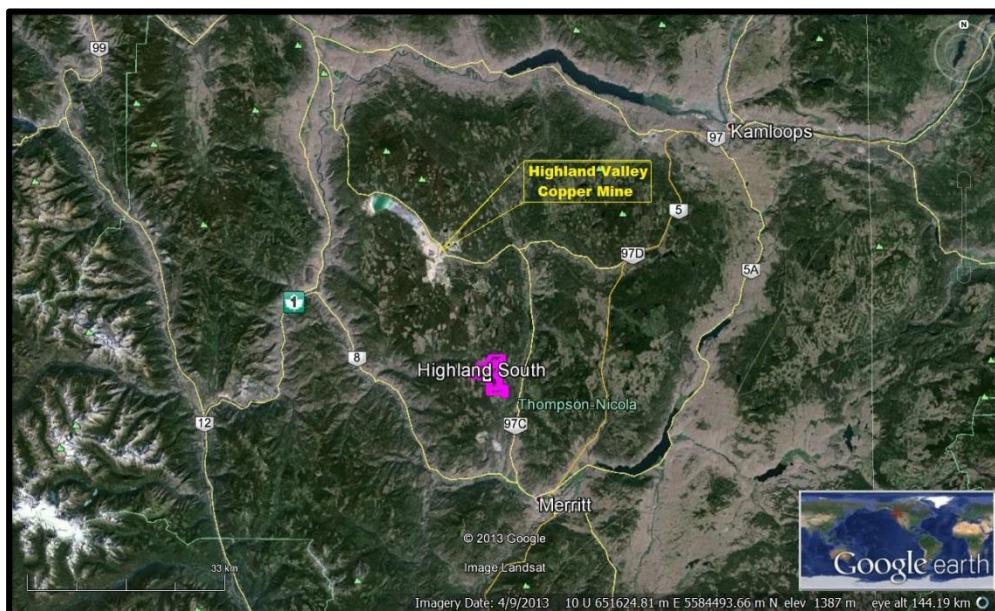 99
N
97
Kamloops
Highland Valley
Copper Mine
5
97D
5A
1
8
Highland South
Thompson-Nicola
12
97C
Merritt
© 2013 Google
Image Landsat
33 km
Google earth
Imagery Date: 4/9/2013 10 U 651624.81 m E 5584493.66 m N elev 1387 m eye alt 144.19 km